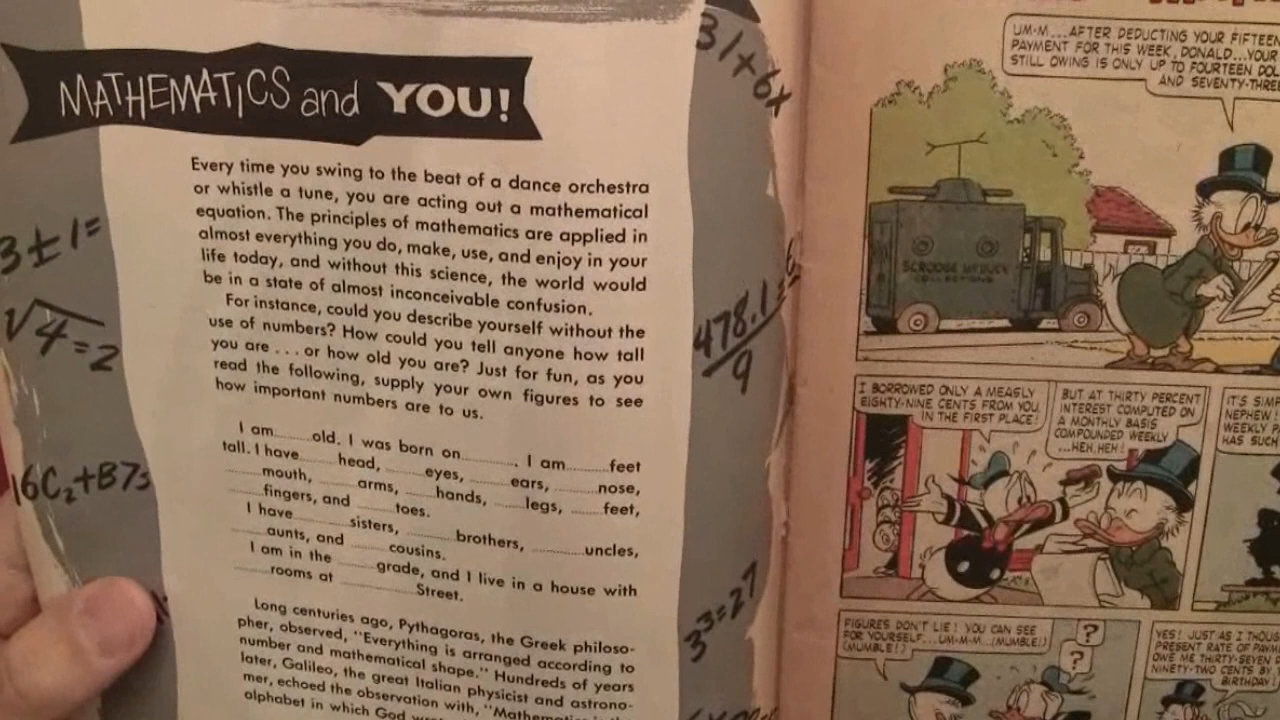 MATHEMATICS and YOU!
Every time you swing to the beat of a dance orchestra
or whistle a tune, you are acting out a mathematical
equation. The principles of mathematics are applied in
almost everything you do, make, use, and enjoy in your
life today, and without this science, the world would
be in a state of almost inconceivable confusion.
For instance, could you describe yourself without the
use of numbers? How could you tell anyone how tall
you are ... or how old you are? Just for fun, as you
read the following, supply your own figures to see
how important numbers are to us.
I am ........ old. I was born on ........ . I am ........ feet
tall. I have ........ head, ........ eyes, ........ ears, ........ nose,
........ mouth, ........ arms, ........ hands, ........ legs, ........ feet,
........ fingers, and ........ toes.
I have ........ sisters, ........ brothers, ........ uncles,
........ aunts, and ........ cousins.
I am in the ........ grade, and I live in a house with
........ rooms at ........ Street.
Long centuries ago, Pythagoras, the Greek philoso-
pher, observed, "Everything is arranged according to
number and mathematical shape." Hundreds of years
later, Galileo, the great Italian physicist and astrono-
mer, echoed the observation with, "Mathematics is the
alphabet in which God
3±1=
√4=2
16C₂+B7
31+6x
478.1
9
3³=27
UM-M...AFTER DEDUCTING YOUR FIFTEEN
PAYMENT FOR THIS WEEK, DONALD...YOUR
STILL OWING IS ONLY UP TO FOURTEEN
AND
SCROOGE McDUCK
COLLECTIONS
I BORROWED ONLY A MEASLY
EIGHTY-NINE CENTS FROM YOU
IN THE FIRST PLACE!
BUT AT THIRTY PERCENT
INTEREST COMPUTED ON
A MONTHLY BASIS
COMPOUNDED WEEKLY
...HEH, HEH!
IT'S
NEPHEW
WEEKLY
HAS SUCH
FIGURES DON'T LIE! YOU CAN SEE
FOR YOURSELF...UM-M-M...(MUMBLE!)
(MUMBLE!)
?
?
YES! JUST AS I
PRESENT RATE OF
OWE ME THIRTY-SEVEN
NINETY-TWO CENTS BY
BIRTHDAY!